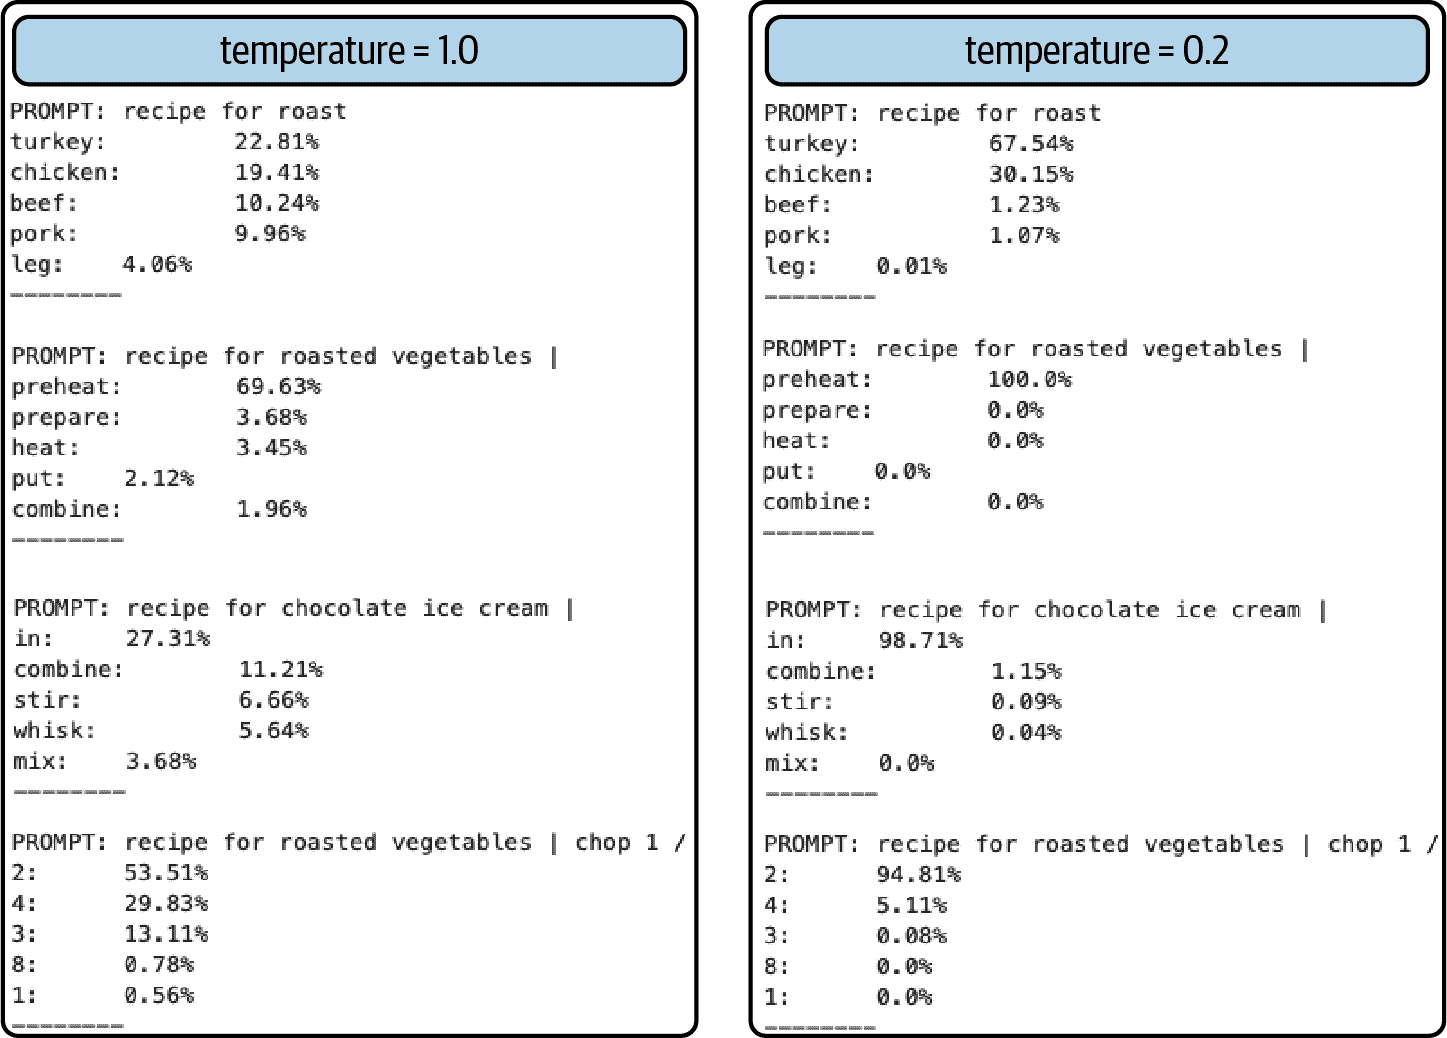 temperature = 1.0
PROMPT: recipe for roast
turkey: 22.81%
chicken: 19.41%
beef: 10.24%
pork: 9.96%
leg: 4.06%
--------
PROMPT: recipe for roasted vegetables |
preheat: 69.63%
prepare: 3.68%
heat: 3.45%
put: 2.12%
combine: 1.96%
--------
PROMPT: recipe for chocolate ice cream |
in: 27.31%
combine: 11.21%
stir: 6.66%
whisk: 5.64%
mix: 3.68%
--------
PROMPT: recipe for roasted vegetables | chop 1 /
2: 53.51%
4: 29.83%
3: 13.11%
8: 0.78%
1: 0.56%
--------
temperature = 0.2
PROMPT: recipe for roast
turkey: 67.54%
chicken: 30.15%
beef: 1.23%
pork: 1.07%
leg: 0.01%
--------
PROMPT: recipe for roasted vegetables |
preheat: 100.0%
prepare: 0.0%
heat: 0.0%
put: 0.0%
combine: 0.0%
--------
PROMPT: recipe for chocolate ice cream |
in: 98.71%
combine: 1.15%
stir: 0.09%
whisk: 0.04%
mix: 0.0%
--------
PROMPT: recipe for roasted vegetables | chop 1 /
2: 94.81%
4: 5.11%
3: 0.08%
8: 0.0%
1: 0.0%
--------